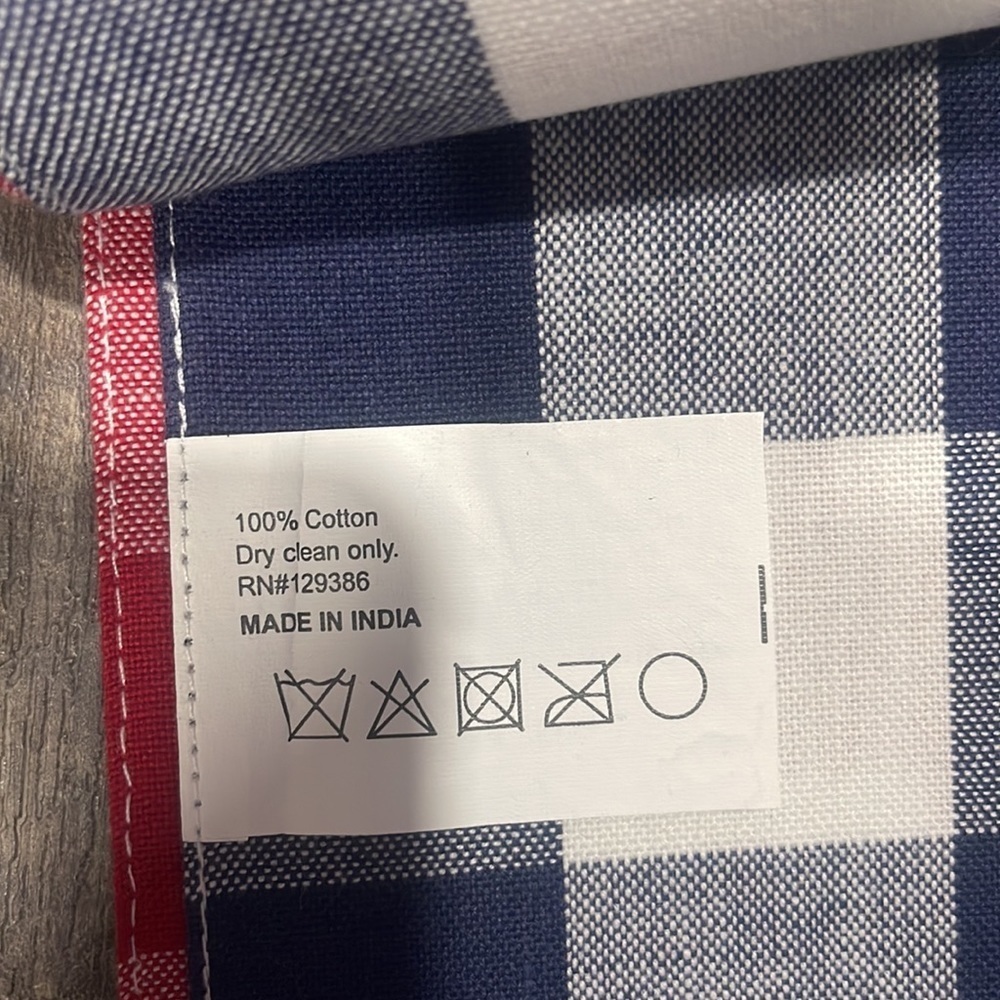 100% Cotton
Dry clean only.
RN#129386
MADE IN INDIA